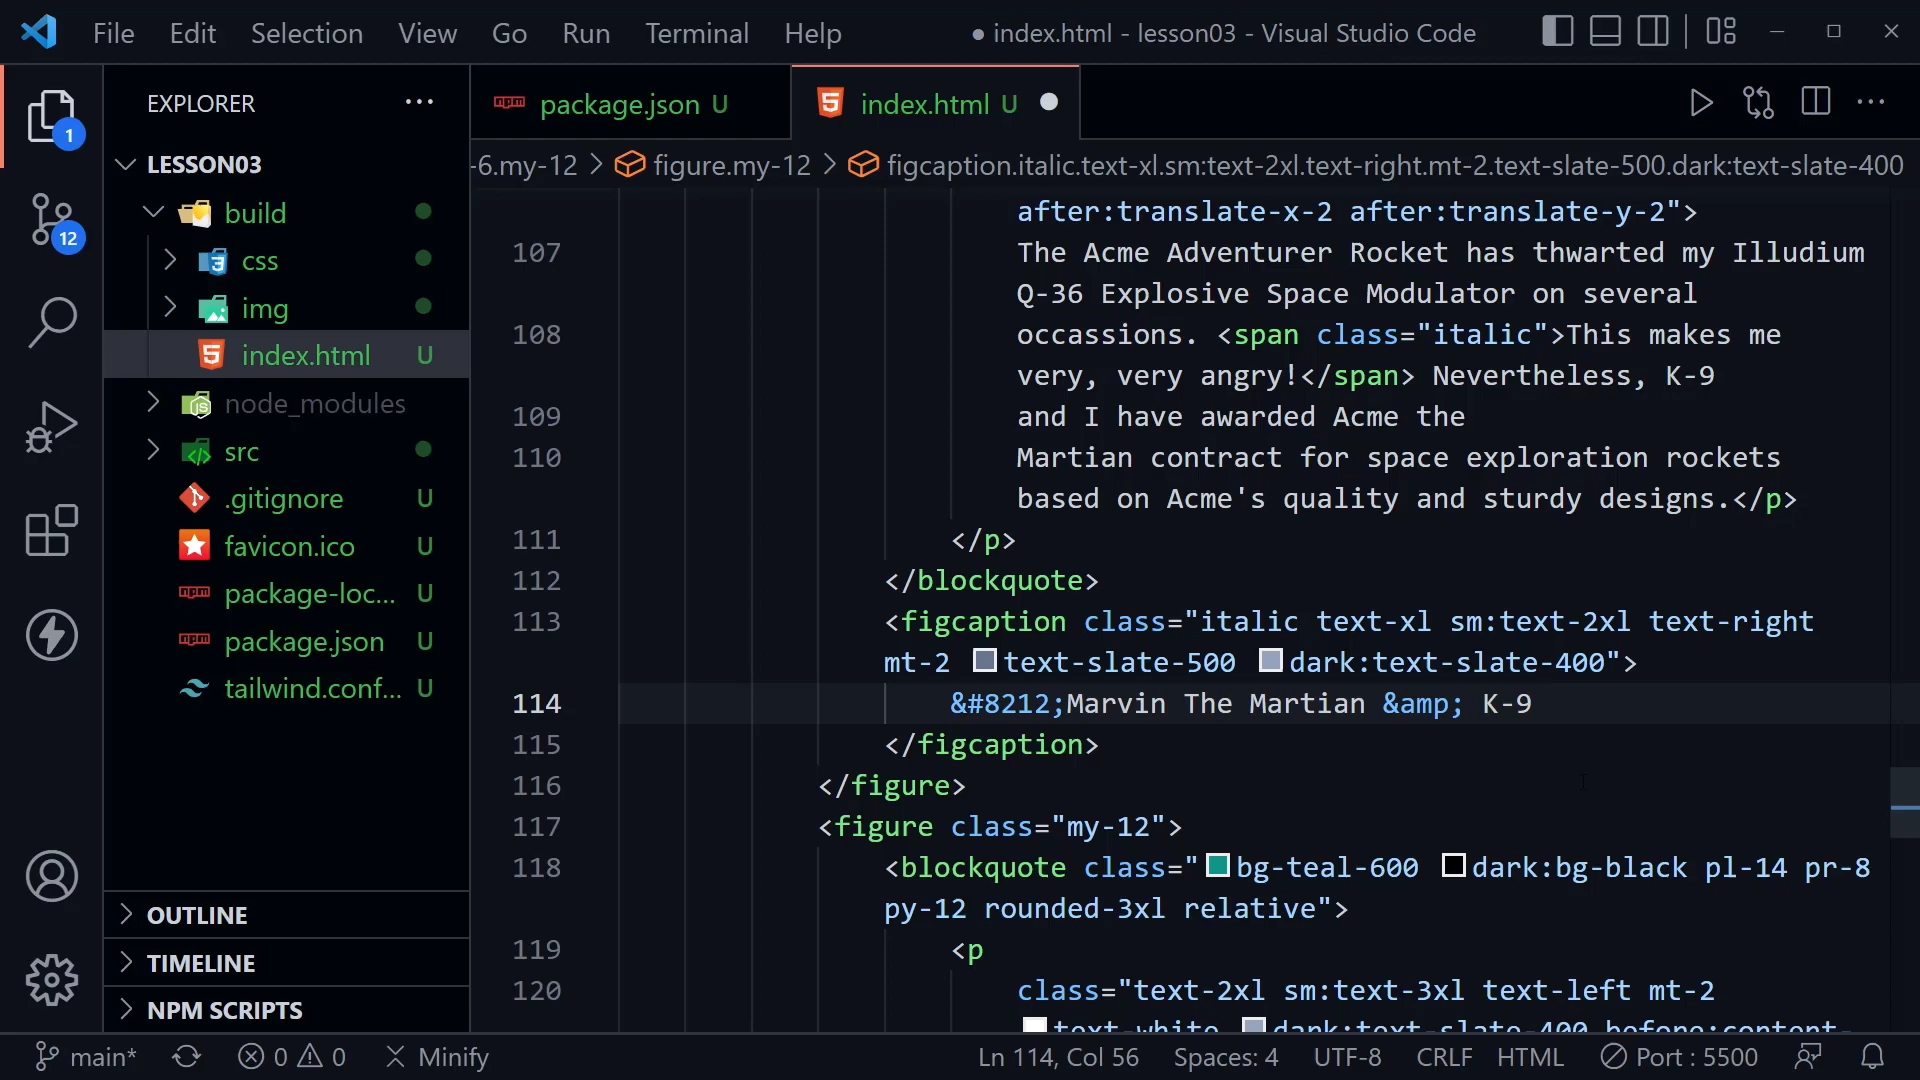 File Edit Selection View Go Run Terminal Help
● index.html - lesson03 - Visual Studio Code
EXPLORER
LESSON03
build
css
img
index.html U
node_modules
src
.gitignore U
favicon.ico U
package-loc... U
package.json U
tailwind.conf... U
OUTLINE
TIMELINE
NPM SCRIPTS
1
12
package.json U
index.html U
-6.my-12 > figure.my-12 > figcaption.italic.text-xl.sm:text-2xl.text-right.mt-2.text-slate-500.dark:text-slate-400
after:translate-x-2 after:translate-y-2">
107 The Acme Adventurer Rocket has thwarted my Illudium
Q-36 Explosive Space Modulator on several
108 occassions. <span class="italic">This makes me
very, very angry!</span> Nevertheless, K-9
109 and I have awarded Acme the
110 Martian contract for space exploration rockets
based on Acme's quality and sturdy designs.</p>
111 </p>
112 </blockquote>
113 <figcaption class="italic text-xl sm:text-2xl text-right
mt-2 text-slate-500 dark:text-slate-400">
114 &#8212;Marvin The Martian &amp; K-9
115 </figcaption>
116 </figure>
117 <figure class="my-12">
118 <blockquote class="bg-teal-600 dark:bg-black pl-14 pr-8
py-12 rounded-3xl relative">
119 <p
120 class="text-2xl sm:text-3xl text-left mt-2
text-white dark:text-slate-400 before:content-
main* 0 0 Minify
Ln 114, Col 56 Spaces: 4 UTF-8 CRLF HTML Port : 5500